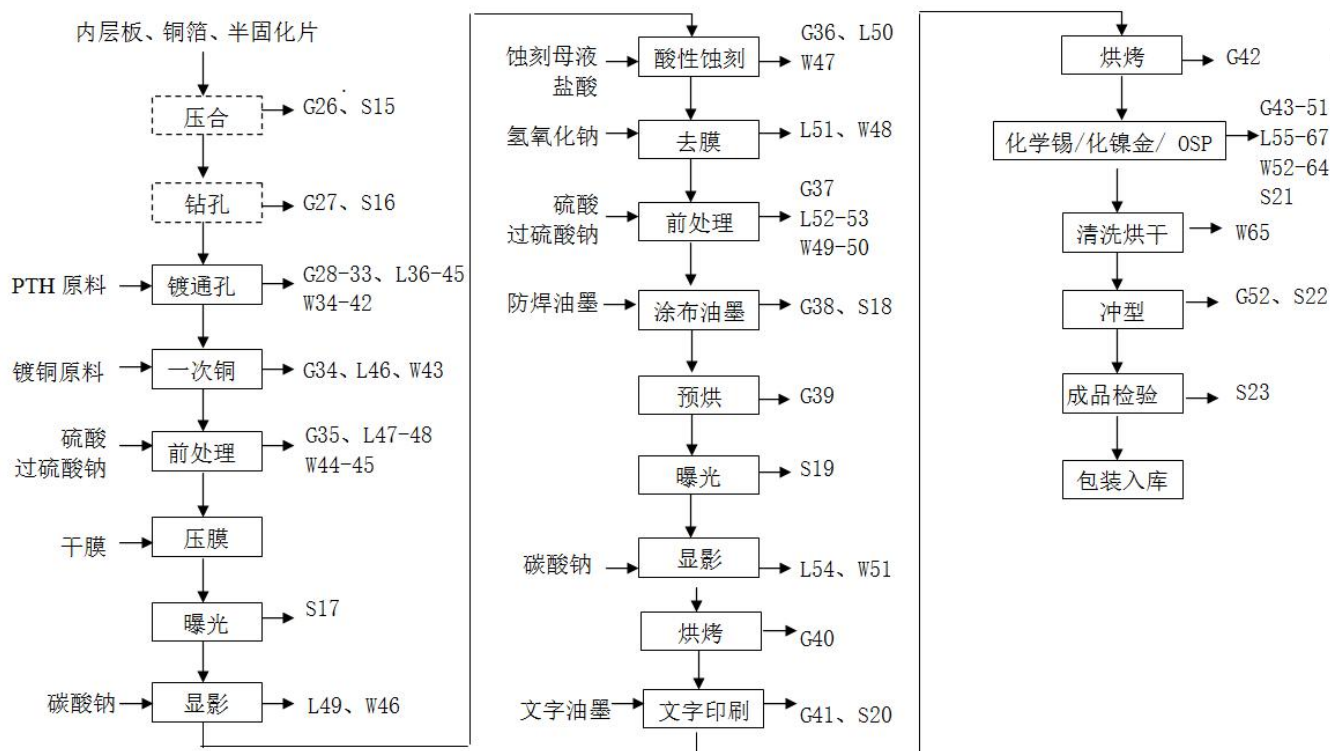 内层板、铜箔、半固化片
压合
G26、S15
钻孔
G27、S16
PTH 原料
镀通孔
G28-33、L36-45
W34-42
镀铜原料
一次铜
G34、L46、W43
硫酸
过硫酸钠
前处理
G35、L47-48
W44-45
干膜
压膜
曝光
S17
碳酸钠
显影
L49、W46
蚀刻母液
盐酸
酸性蚀刻
G36、L50
W47
氢氧化钠
去膜
L51、W48
硫酸
过硫酸钠
前处理
G37
L52-53
W49-50
防焊油墨
涂布油墨
G38、S18
预烘
G39
曝光
S19
碳酸钠
显影
L54、W51
烘烤
G40
文字油墨
文字印刷
G41、S20
烘烤
G42
化学锡/化镍金/ OSP
G43-51
L55-67
W52-64
S21
清洗烘干
W65
冲型
G52、S22
成品检验
S23
包装入库